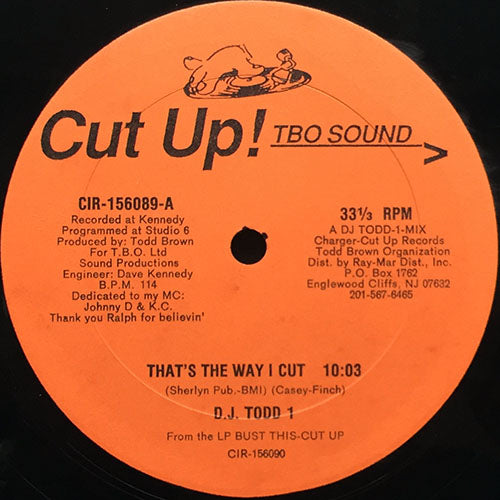 Cut Up! TBO SOUND >
CIR-156089-A
Recorded at Kennedy
Programmed at Studio 6
Produced by: Todd Brown
For T.B.O. Ltd
Sound Productions
Engineer: Dave Kennedy
B.P.M. 114
Dedicated to my MC:
Johnny D & K.C.
Thank you Ralph for believin'
33⅓ RPM
A DJ TODD-1-MIX
Charger-Cut Up Records
Todd Brown Organization
Dist. by Ray-Mar Dist., Inc.
P.O. Box 1762
Englewood Cliffs, NJ 07632
201-567-6465
THAT'S THE WAY I CUT 10:03
(Sherlyn Pub.-BMI) (Casey-Finch)
D.J. TODD 1
From the LP BUST THIS-CUT UP
CIR-156090